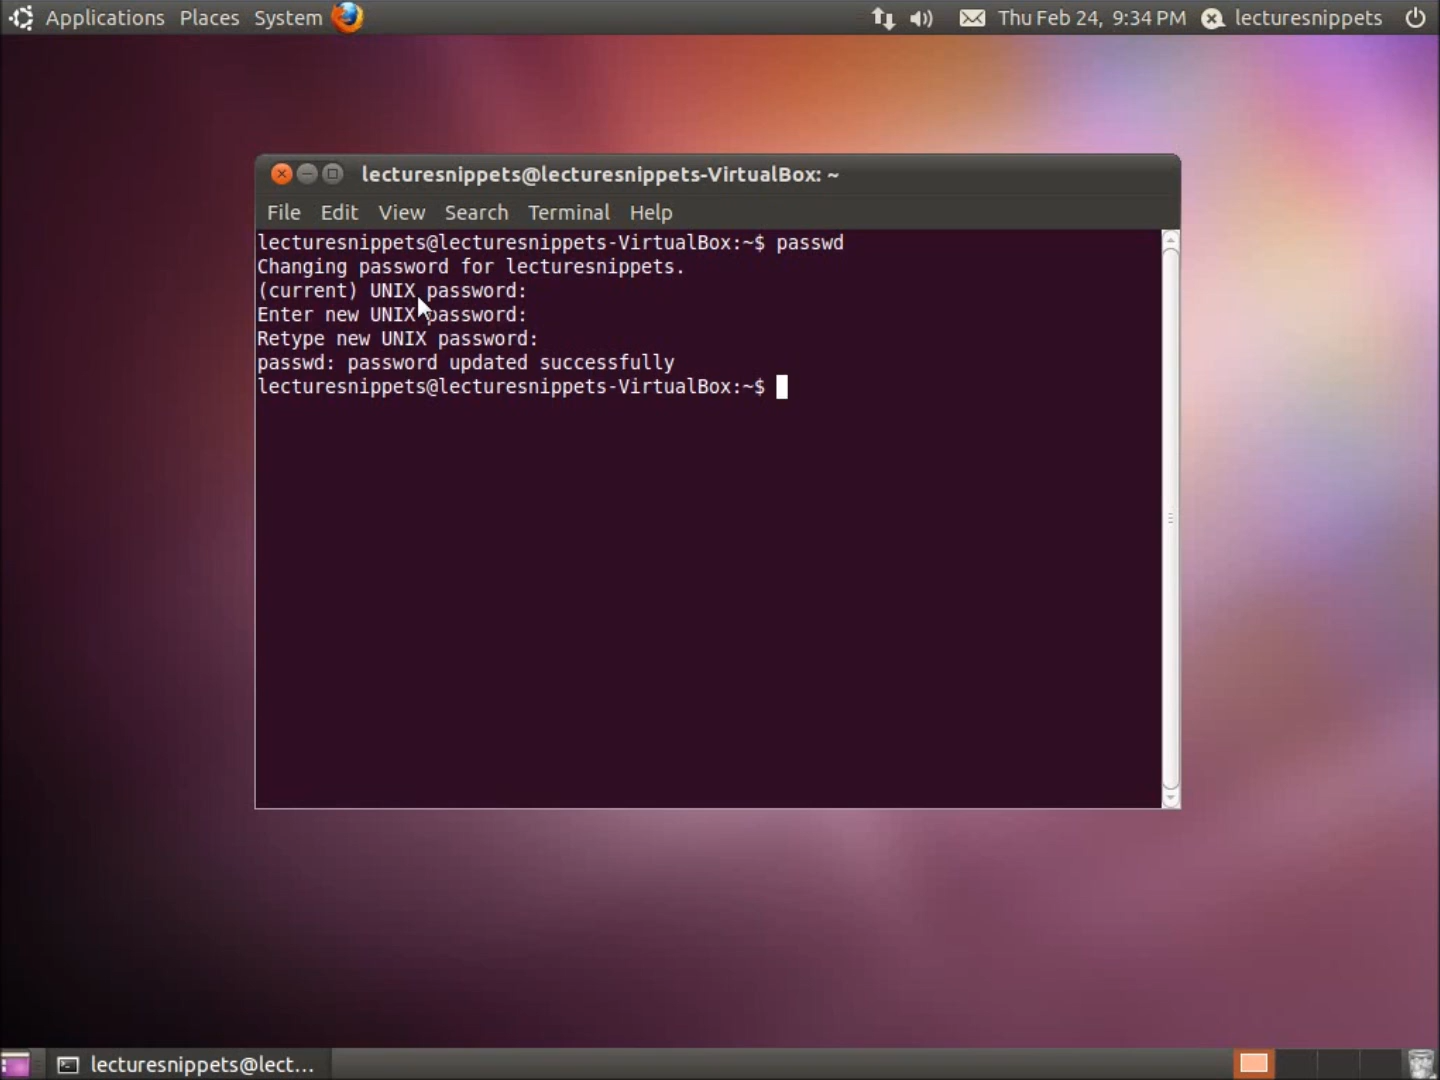 Applications Places System Thu Feb 24, 9:34 PM lecturesnippets
lecturesnippets@lecturesnippets-VirtualBox: ~
File Edit View Search Terminal Help
lecturesnippets@lecturesnippets-VirtualBox:~$ passwd
Changing password for lecturesnippets.
(current) UNIX password:
Enter new UNIX password:
Retype new UNIX password:
passwd: password updated successfully
lecturesnippets@lecturesnippets-VirtualBox:~$
lecturesnippets@lect...